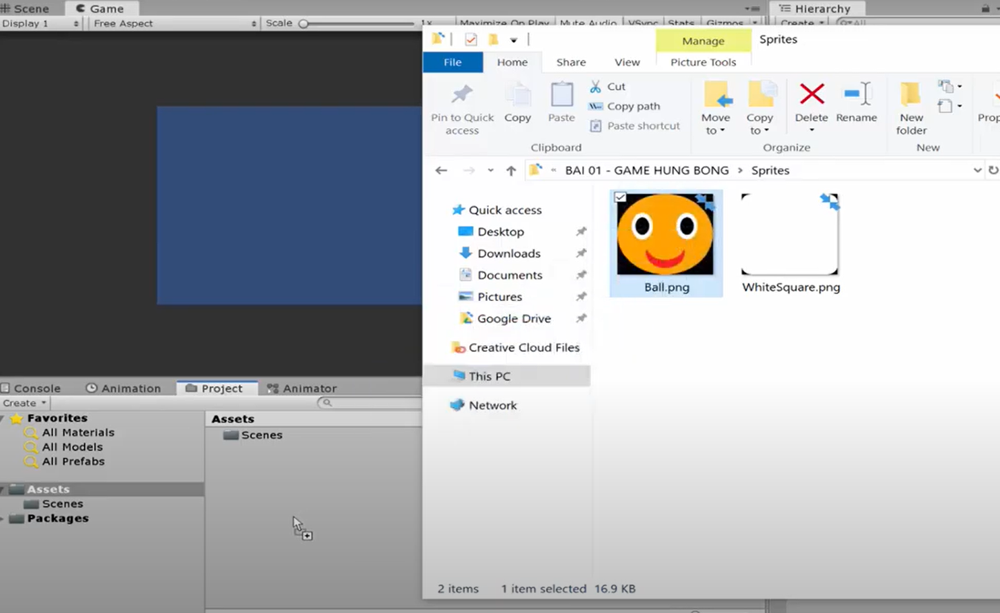 Scene
Game
Hierarchy
Display 1
Free Aspect
Scale
1x
Maximize On Play
Mute Audio
VSync
Stats
Gizmos
Create
All
Manage
Sprites
File
Home
Share
View
Picture Tools
Pin to Quick access
Copy
Paste
Cut
Copy path
Paste shortcut
Move to
Copy to
Delete
Rename
New folder
Clipboard
Organize
New
« BAI 01 - GAME HUNG BONG > Sprites
Quick access
Desktop
Downloads
Documents
Pictures
Google Drive
Creative Cloud Files
This PC
Network
Ball.png
WhiteSquare.png
2 items
1 item selected 16.9 KB
Console
Animation
Project
Animator
Create
Favorites
All Materials
All Models
All Prefabs
Assets
Scenes
Packages
Assets
Scenes